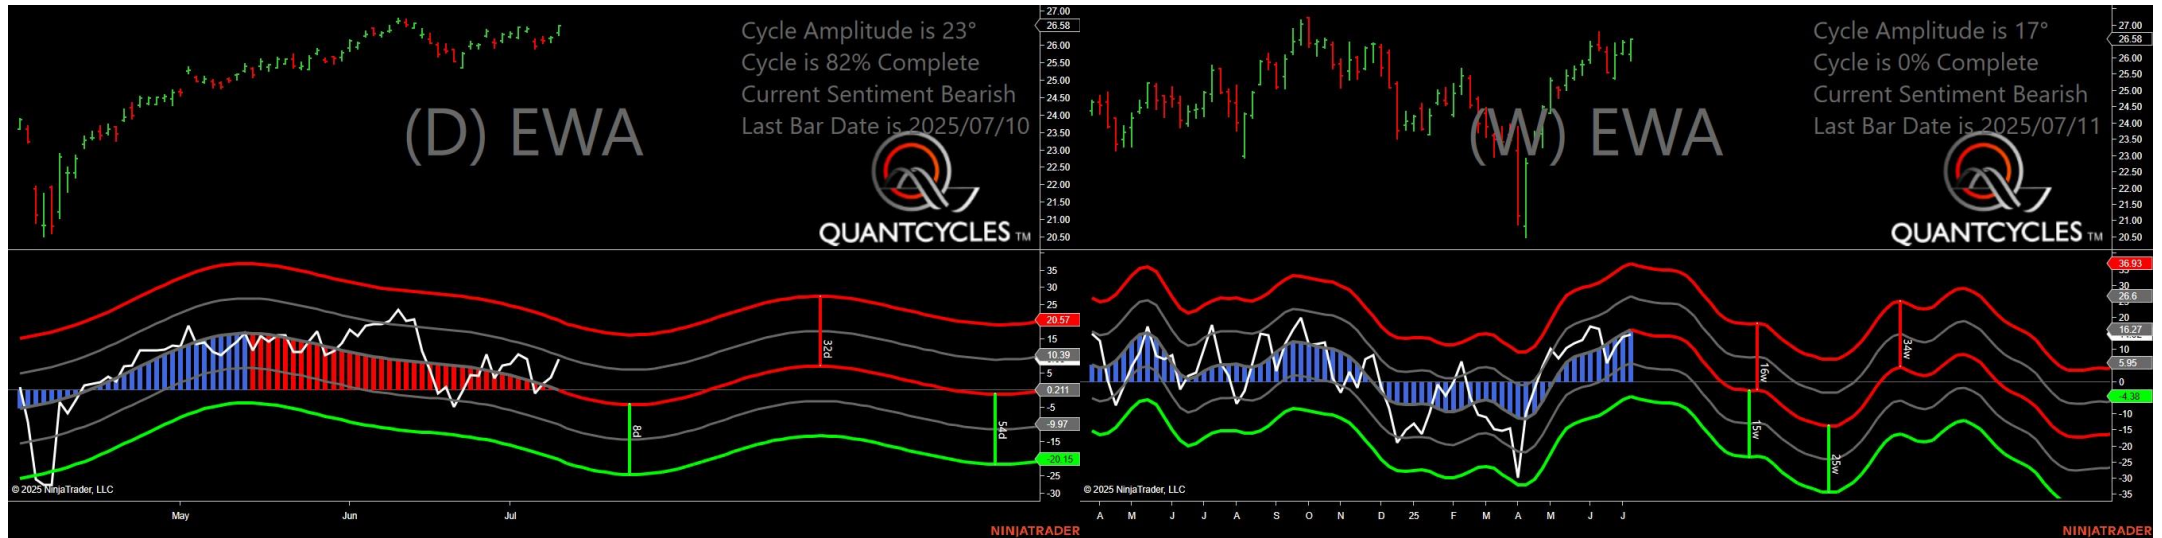 Cycle Amplitude is 23°
Cycle is 82% Complete
Current Sentiment Bearish
Last Bar Date is 2025/07/10
(D) EWA
QUANTCYCLES TM
27.00
26.58
26.00
25.50
25.00
24.50
24.00
23.50
23.00
22.50
22.00
21.50
21.00
20.50
35
30
25
20.57
15
10.39
5
0.211
-5
-9.97
-15
-20.15
-25
-30
32d
8d
54d
© 2025 NinjaTrader, LLC
May Jun Jul
NINJATRADER
Cycle Amplitude is 17°
Cycle is 0% Complete
Current Sentiment Bearish
Last Bar Date is 2025/07/11
(W) EWA
QUANTCYCLES TM
27.00
26.58
26.00
25.50
25.00
24.50
24.00
23.50
23.00
22.50
22.00
21.50
21.00
20.50
36.93
30
26.6
20
16.27
10
5.95
0
-4.38
-10
-15
-20
-25
-30
-35
16w
15w
25w
34w
© 2025 NinjaTrader, LLC
A M J J A S O N D 25 F M A M J J
NINJATRADER